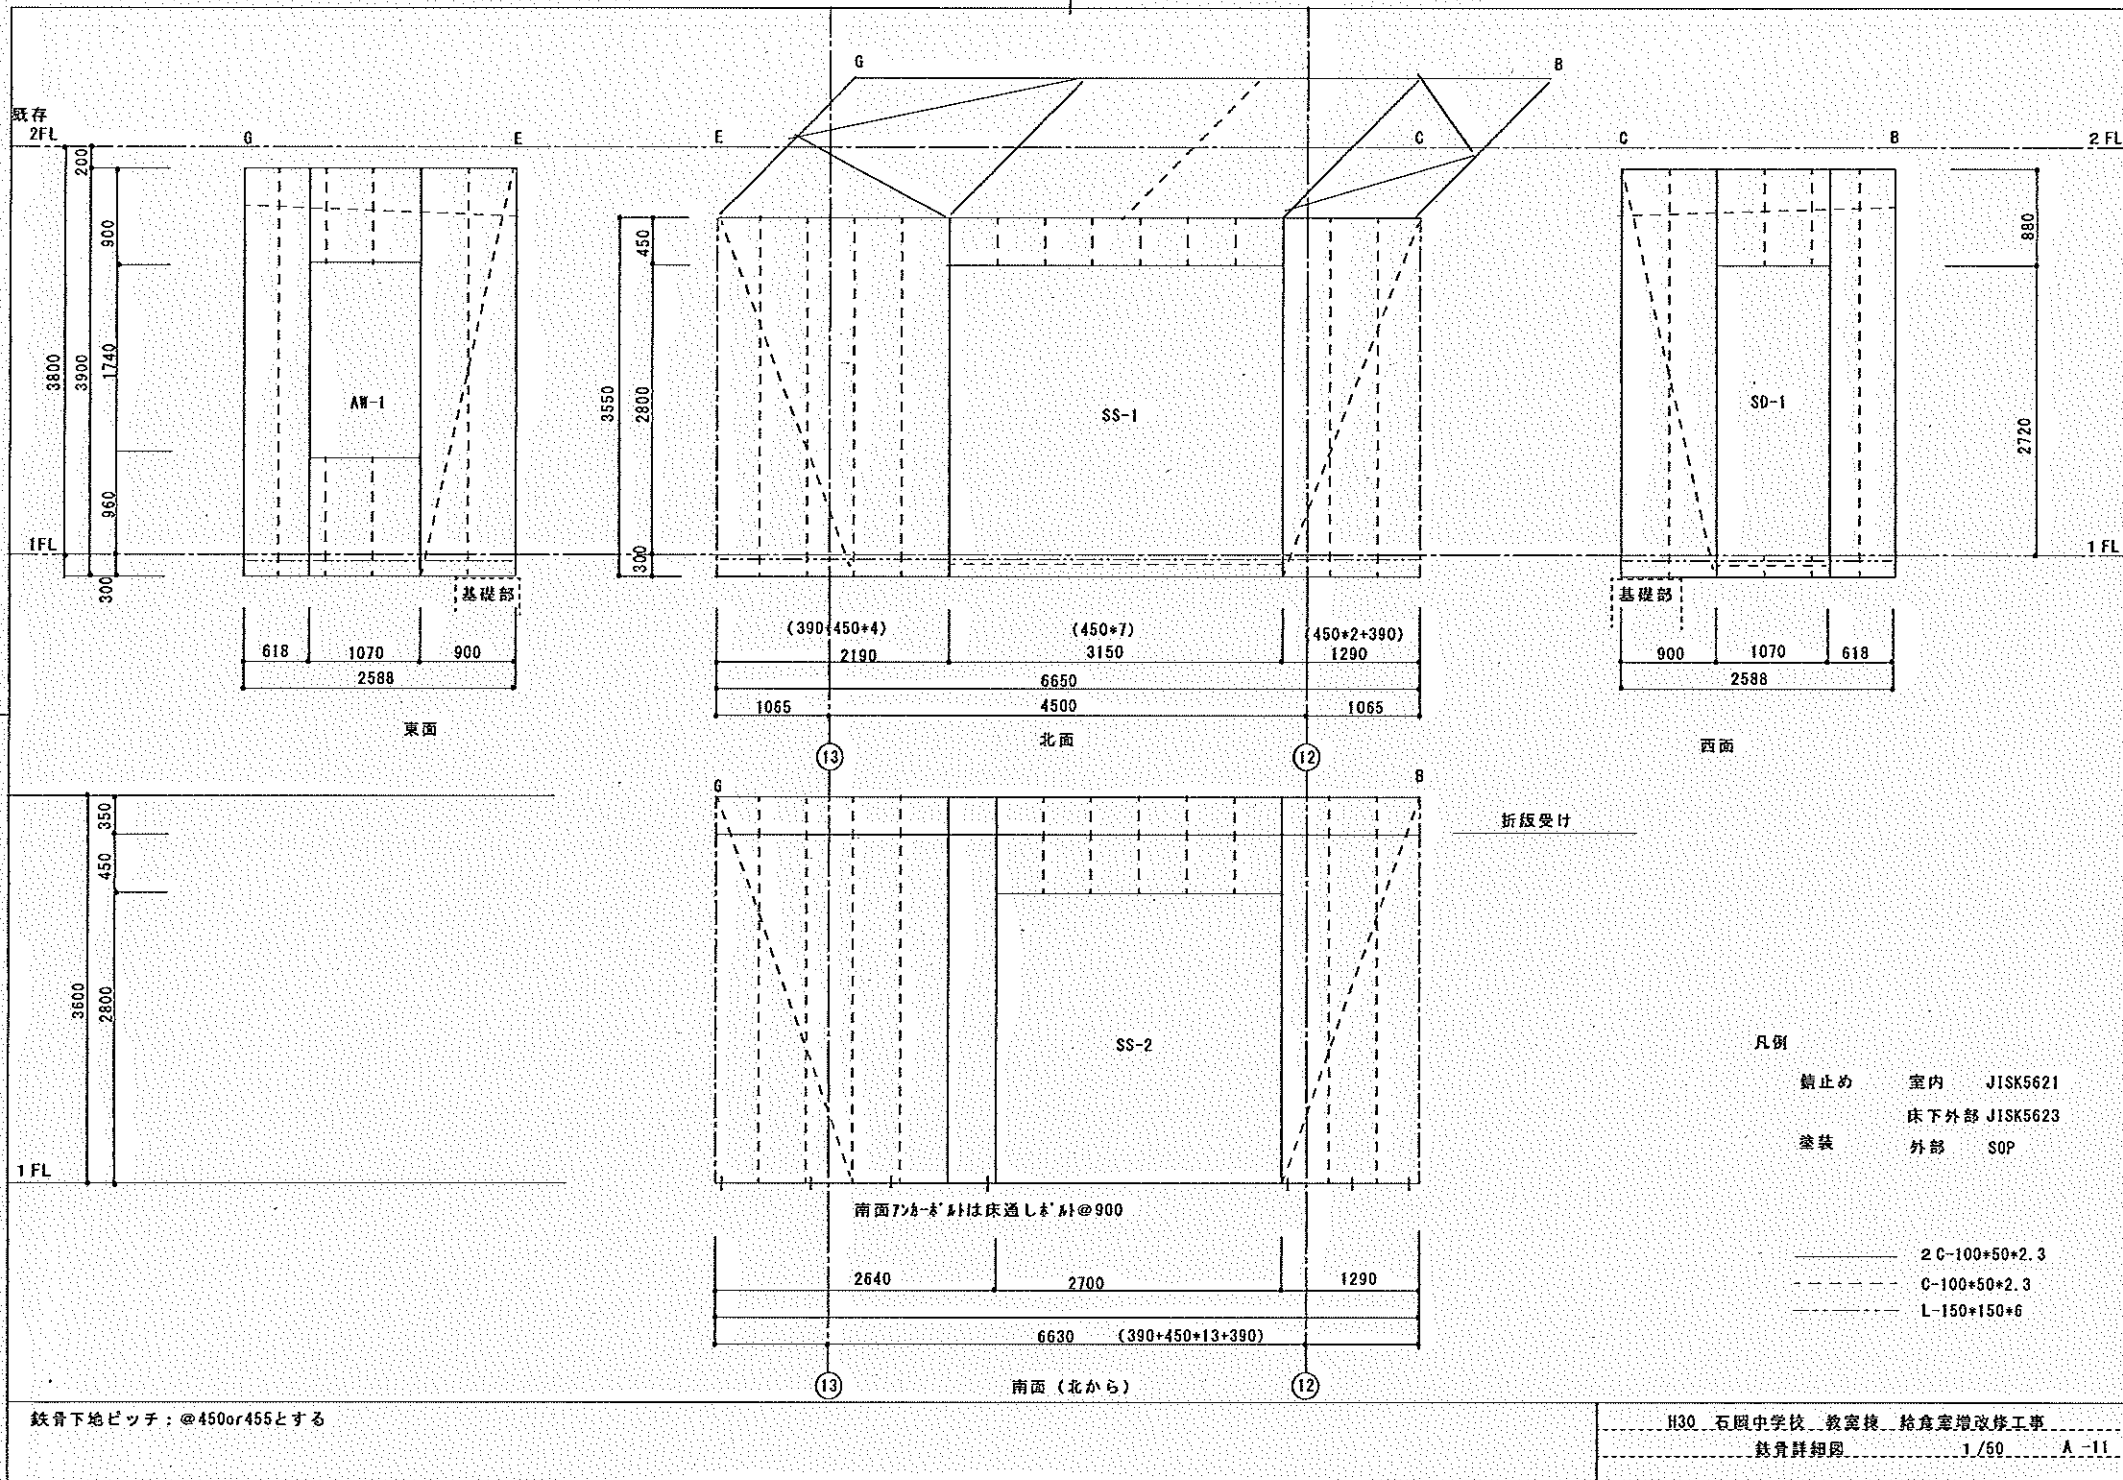 既存
2FL
G E
E G C B
C B
2 FL
200
900
1740
960
300
3800
3900
AW-1
1FL
基礎部
618 1070 900
2588
東面
450
2800
300
3550
SS-1
(390+450*4) (450*7) (450*2+390)
2190 3150 1290
6650
1065 4500 1065
北面
13 12
880
2720
SD-1
1 FL
基礎部
900 1070 618
2588
西面
G B
350
450
2800
3600
1 FL
折版受け
SS-2
南面アンカーボルトは床通しボルト@900
2640 2700 1290
6630 (390+450*13+390)
13 南面(北から) 12
凡例
錆止め 室内 JISK5621
床下外部 JISK5623
塗装 外部 SOP
2 C-100*50*2.3
C-100*50*2.3
L-150*150*6
鉄骨下地ピッチ:@450or455とする
H30 石岡中学校 教室棟 給食室増改修工事
鉄骨詳細図 1/50 A-11